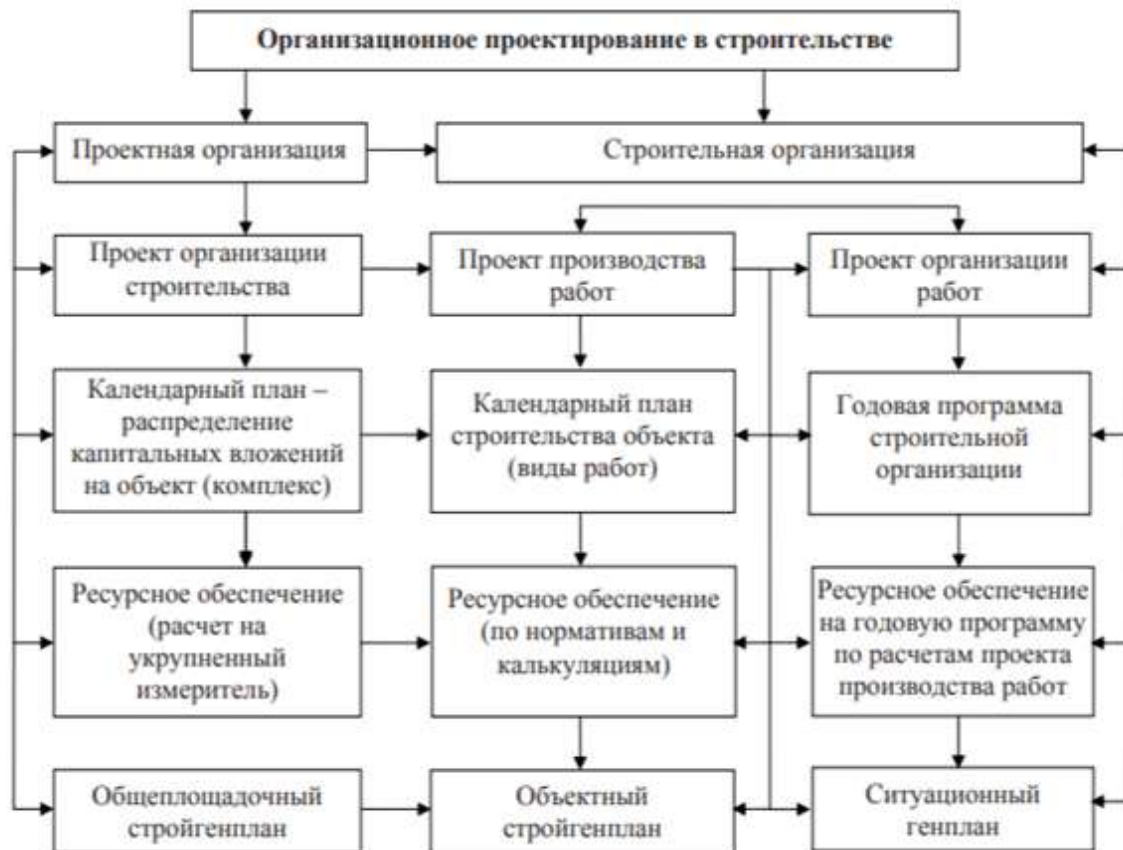 Организационное проектирование в строительстве
Проектная организация
Строительная организация
Проект организации
строительства
Проект производства
работ
Проект организации
работ
Календарный план –
распределение
капитальных вложений
на объект (комплекс)
Календарный план
строительства объекта
(виды работ)
Годовая программа
строительной
организации
Ресурсное обеспечение
(расчет на
укрупненный
измеритель)
Ресурсное обеспечение
(по нормативам и
калькуляциям)
Ресурсное обеспечение
на годовую программу
по расчетам проекта
производства работ
Общеплощадочный
стройгенплан
Объектный
стройгенплан
Ситуационный
генплан